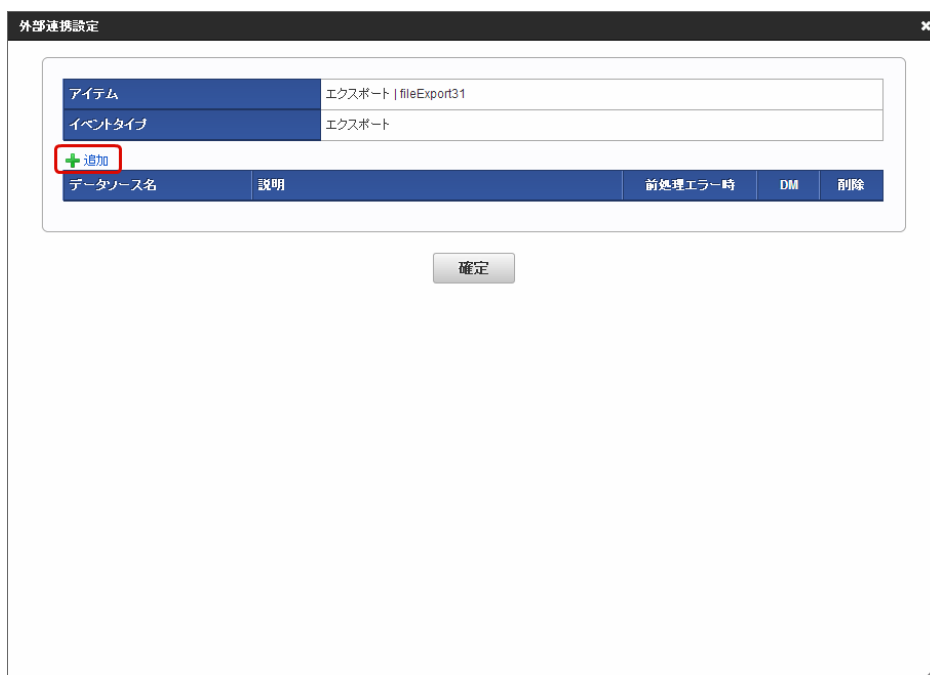 外部連携設定
アイテム エクスポート | fileExport31
イベントタイプ エクスポート
追加
データソース名 説明 前処理エラー時 DM 削除
確定